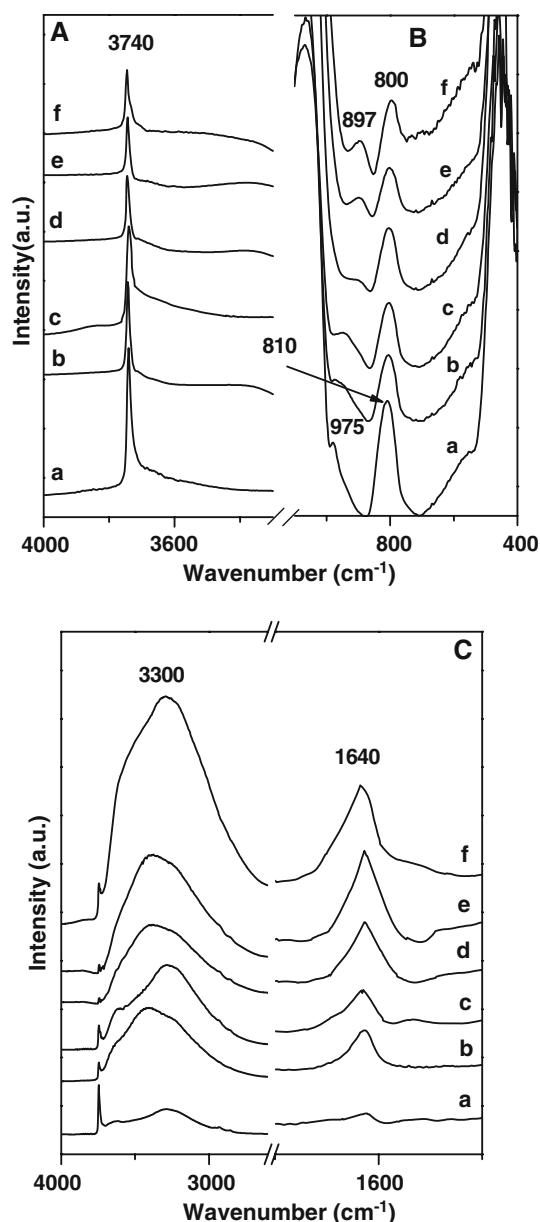 A
3740
f
e
d
c
b
a
Intensity(a.u.)
4000
3600
B
800
897
f
e
d
c
b
a
810
975
800
400
Wavenumber (cm-1)
C
3300
1640
f
e
d
c
b
a
Intensity (a.u.)
4000
3000
1600
Wavenumber (cm-1)